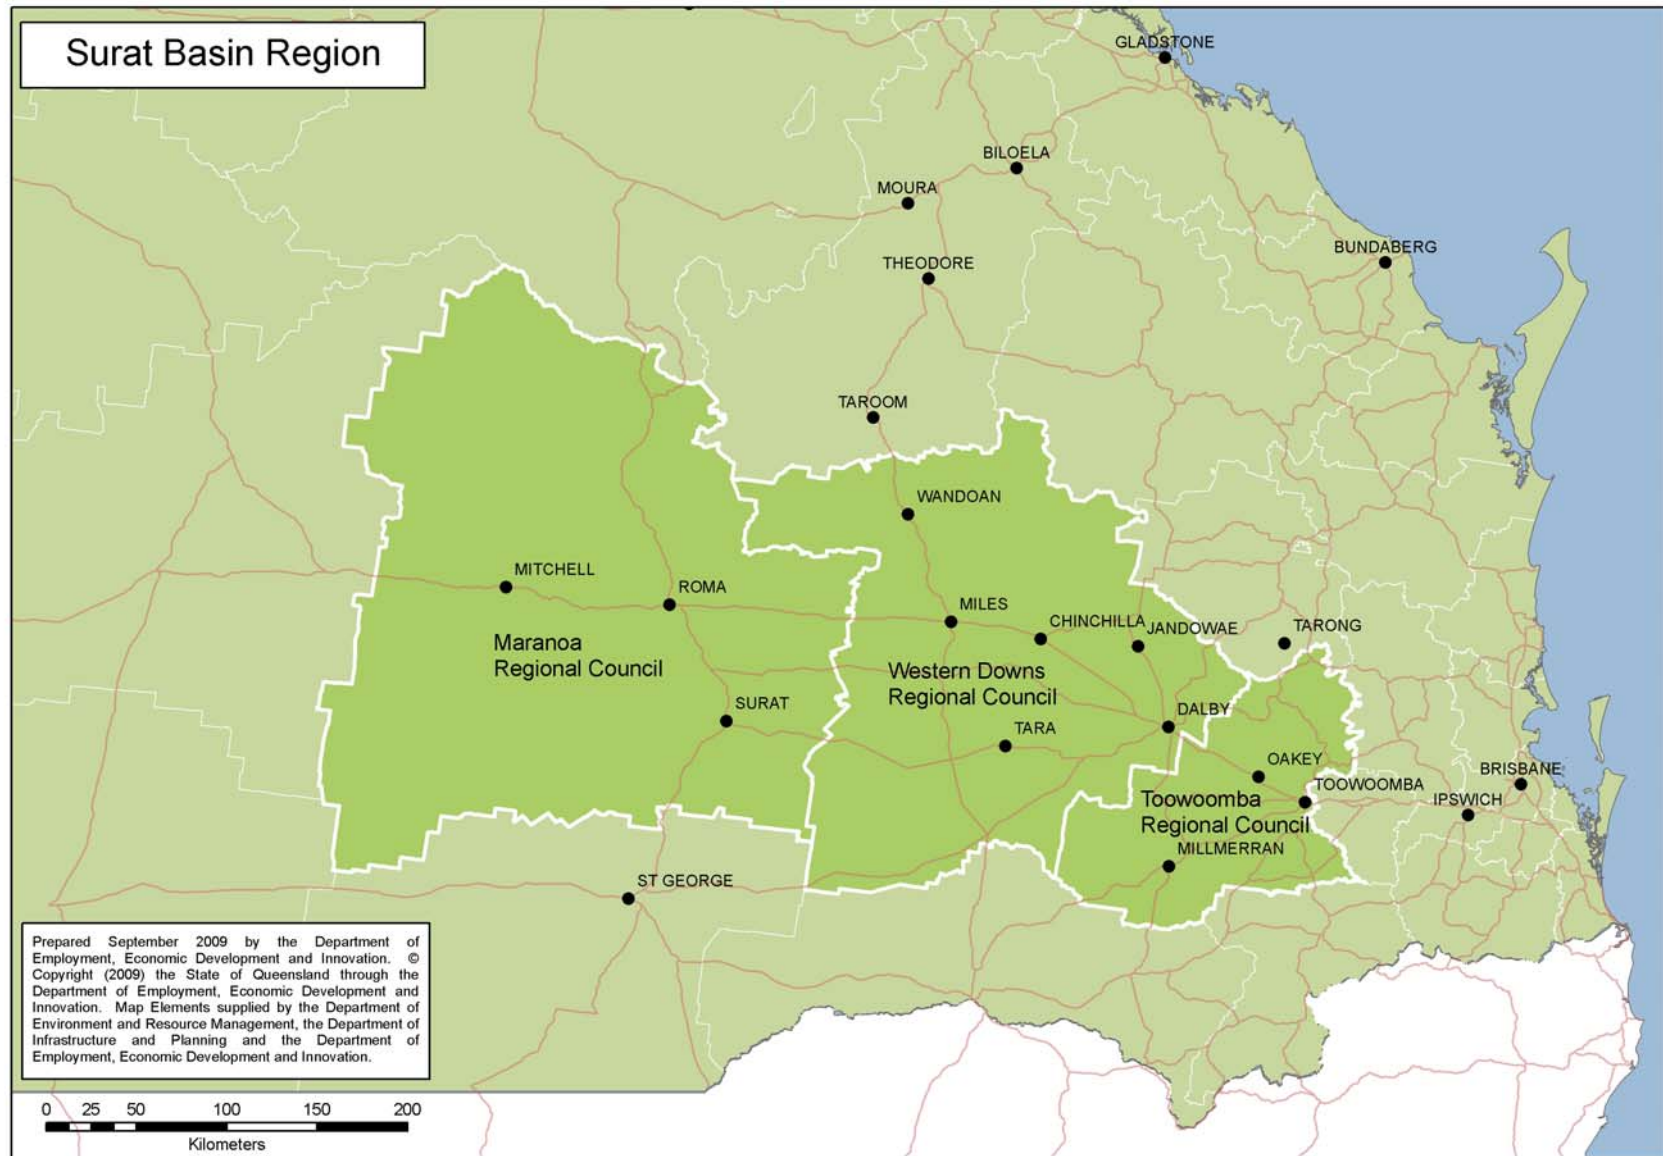 Surat Basin Region
GLADSTONE
BILOELA
MOURA
BUNDABERG
THEODORE
TAROOM
WANDOAN
MITCHELL
ROMA
MILES
CHINCHILLA
JANDOWAE
TARONG
Maranoa
Regional Council
Western Downs
Regional Council
SURAT
DALBY
TARA
OAKEY
BRISBANE
TOOWOOMBA
IPSWICH
Toowoomba
Regional Council
MILLMERRAN
ST GEORGE
Prepared September 2009 by the Department of
Employment, Economic Development and Innovation. ©
Copyright (2009) the State of Queensland through the
Department of Employment, Economic Development and
Innovation. Map Elements supplied by the Department of
Environment and Resource Management, the Department of
Infrastructure and Planning and the Department of
Employment, Economic Development and Innovation.
0 25 50 100 150 200
Kilometers